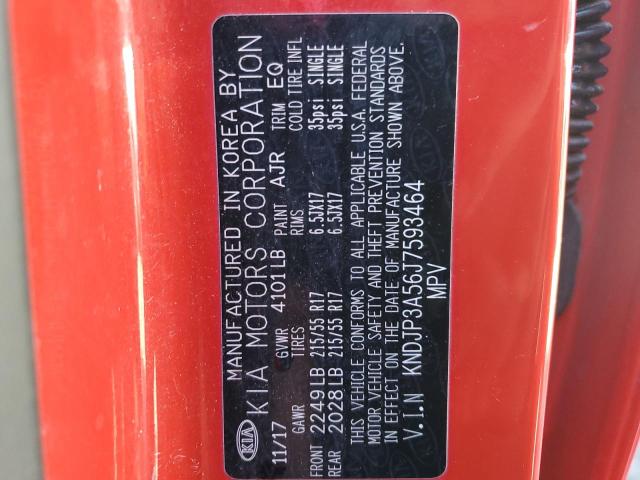 MANUFACTURED IN KOREA BY
KIA KIA MOTORS CORPORATION
11/17 GVWR 4101LB PAINT AJR TRIM EQ
GAWR TIRES RIMS COLD TIRE INFL
FRONT 2249LB 215/55 R17 6.5JX17 35psi SINGLE
REAR 2028LB 215/55 R17 6.5JX17 35psi SINGLE
THIS VEHICLE CONFORMS TO ALL APPLICABLE U.S.A. FEDERAL
MOTOR VEHICLE SAFETY AND THEFT PREVENTION STANDARDS
IN EFFECT ON THE DATE OF MANUFACTURE SHOWN ABOVE.
V.I.N KNDJP3A56J7593464
MPV